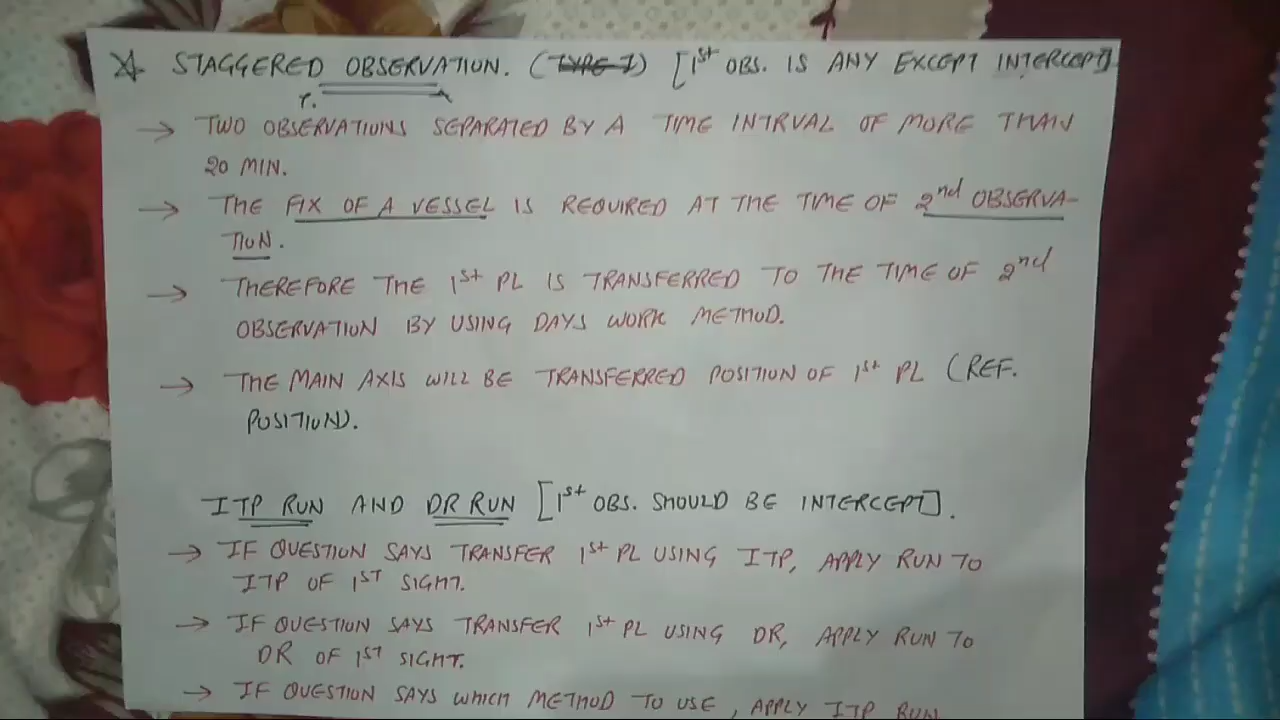 STAGGERED OBSERVATION. (TYPE 1) [1st OBS. IS ANY EXCEPT INTERCEPT]
→ TWO OBSERVATIONS SEPARATED BY A TIME INTRVAL OF MORE THAN
20 MIN.
→ THE FIX OF A VESSEL IS REQUIRED AT THE TIME OF 2nd OBSERVA-
TION.
→ THEREFORE THE 1st PL IS TRANSFERRED TO THE TIME OF 2nd
OBSERVATION BY USING DAYS WORK METHOD.
→ THE MAIN AXIS WILL BE TRANSFERRED POSITION OF 1st PL (REF.
POSITION).
ITP RUN AND DR RUN [1st OBS. SHOULD BE INTERCEPT].
→ IF QUESTION SAYS TRANSFER 1st PL USING ITP, APPLY RUN TO
ITP OF 1ST SIGHT.
→ IF QUESTION SAYS TRANSFER 1st PL USING DR, APPLY RUN TO
DR OF 1ST SIGHT.
→ IF QUESTION SAYS WHICH METHOD TO USE, APPLY ITP RUN